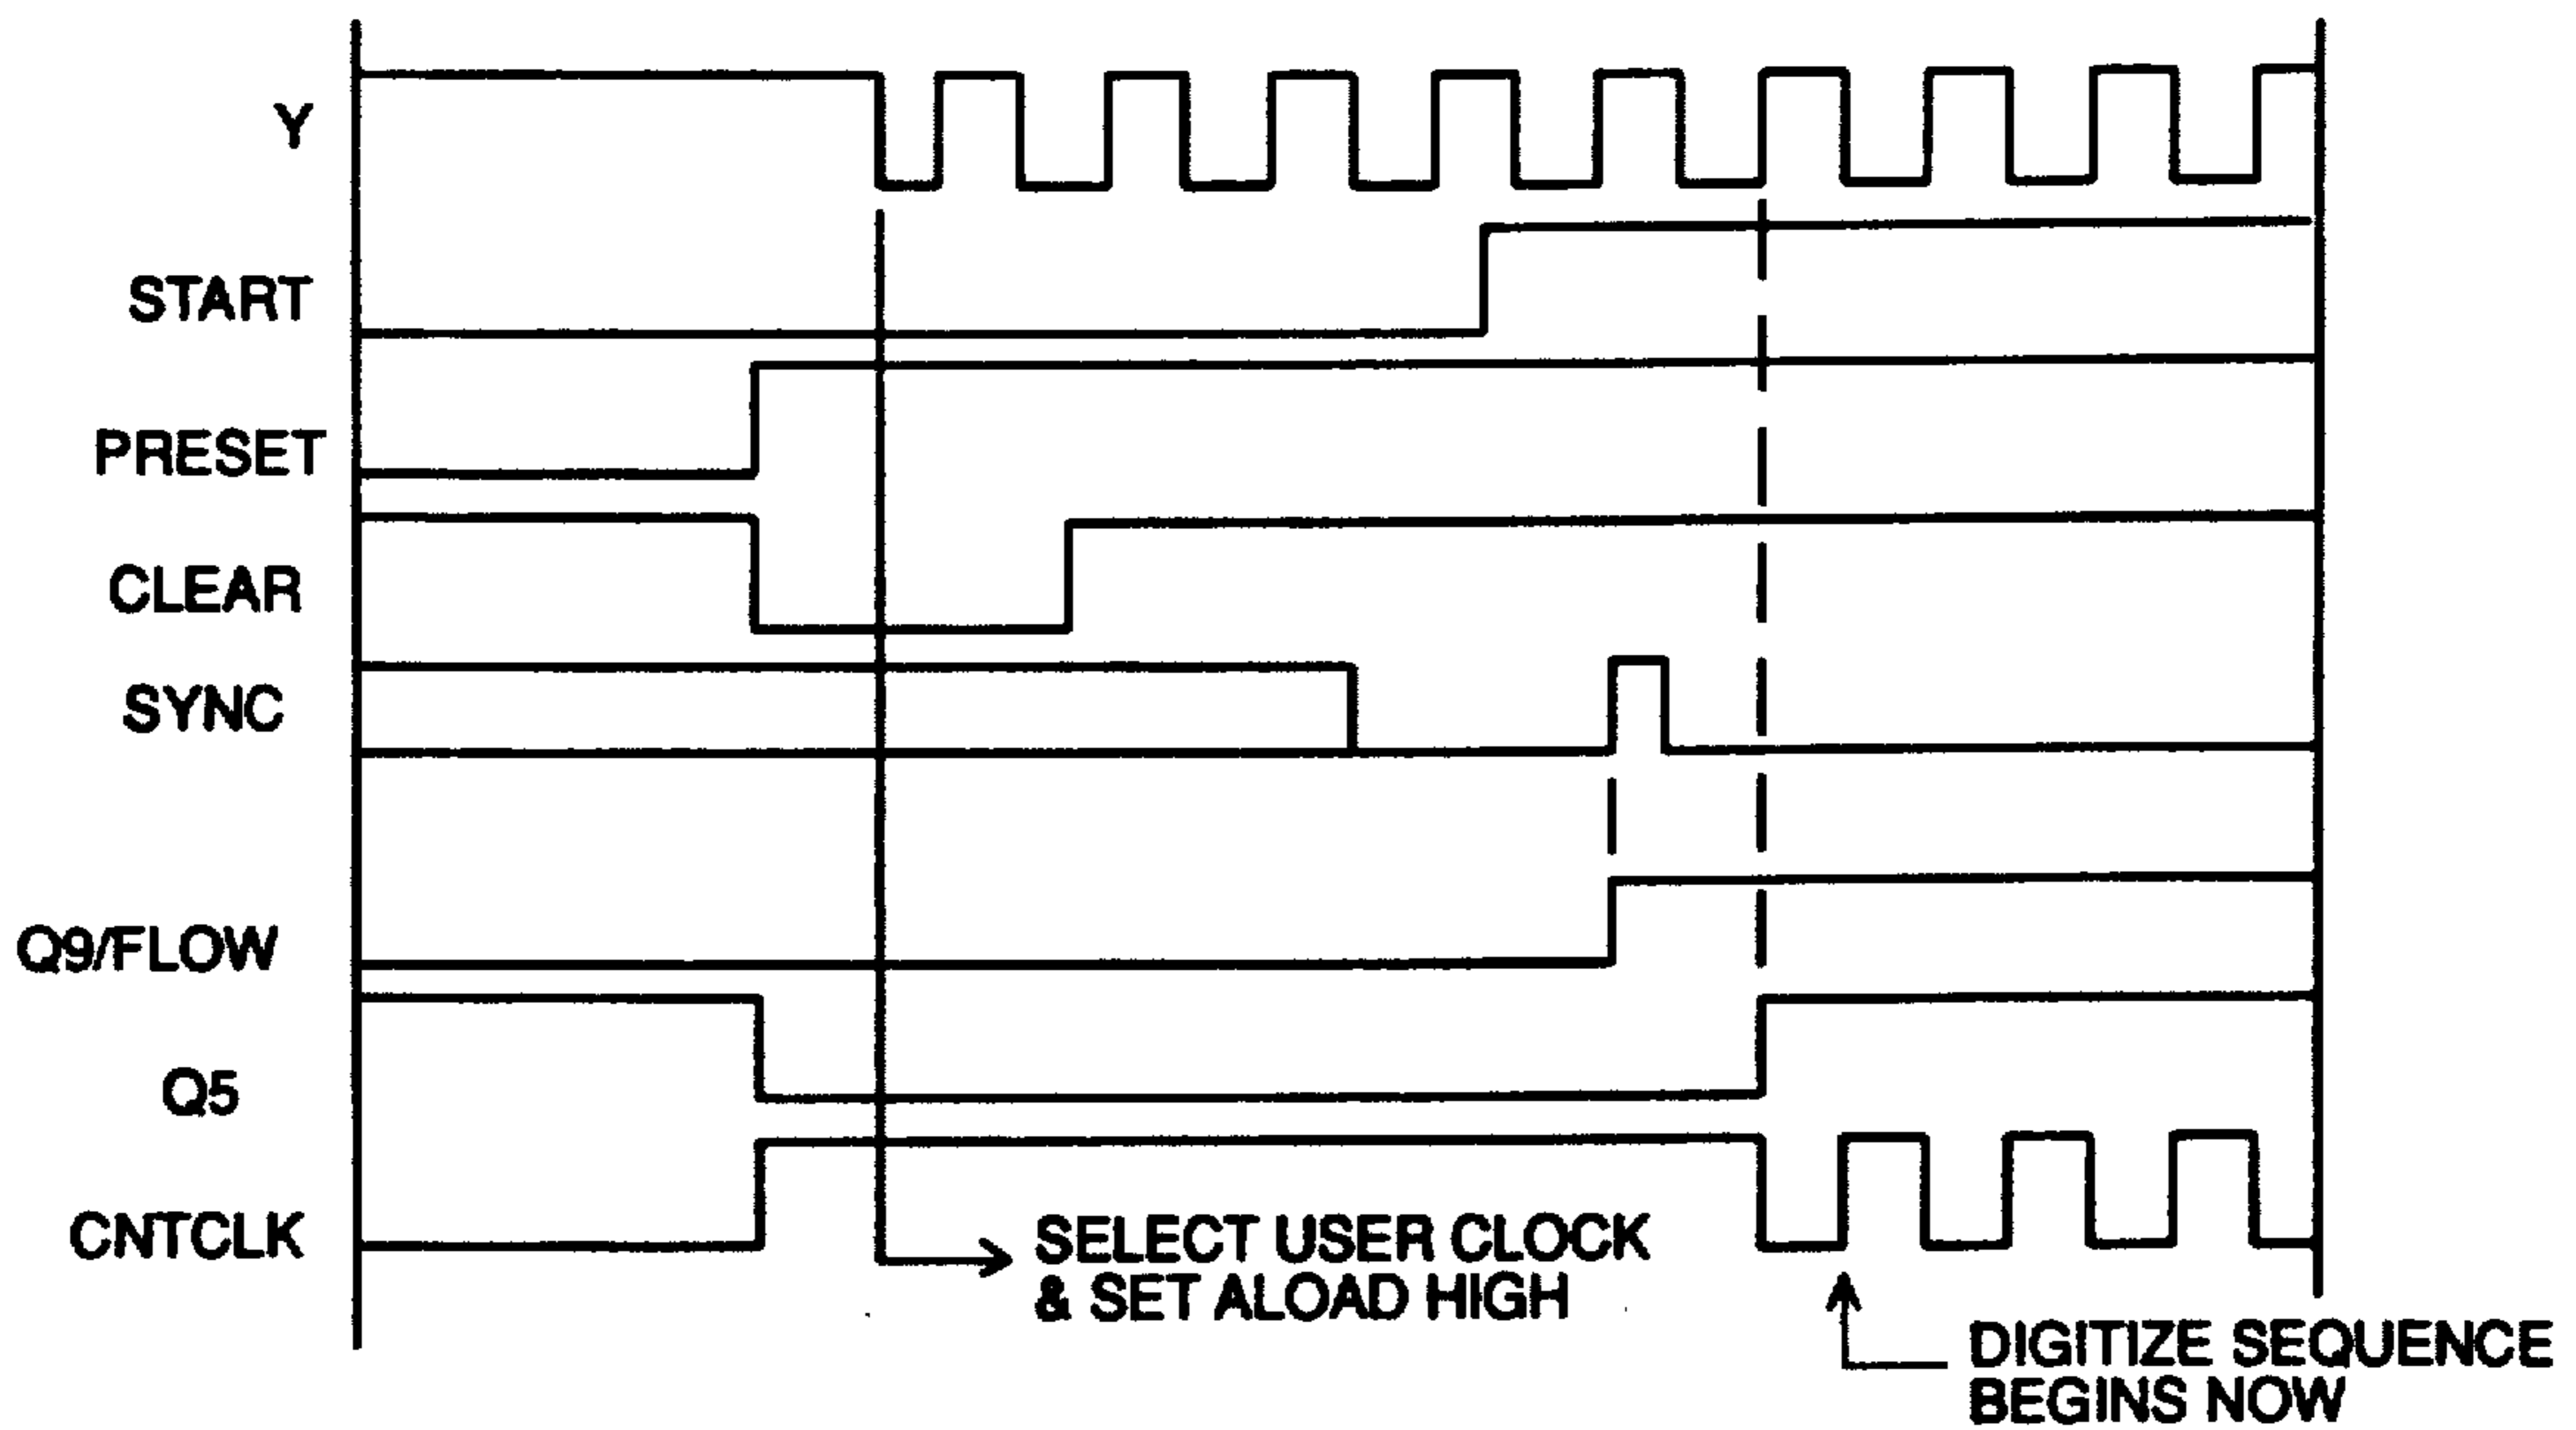 Y
START
PRESET
CLEAR
SYNC
Q9/FLOW
Q5
CNTCLK
SELECT USER CLOCK
& SET ALOAD HIGH
DIGITIZE SEQUENCE
BEGINS NOW